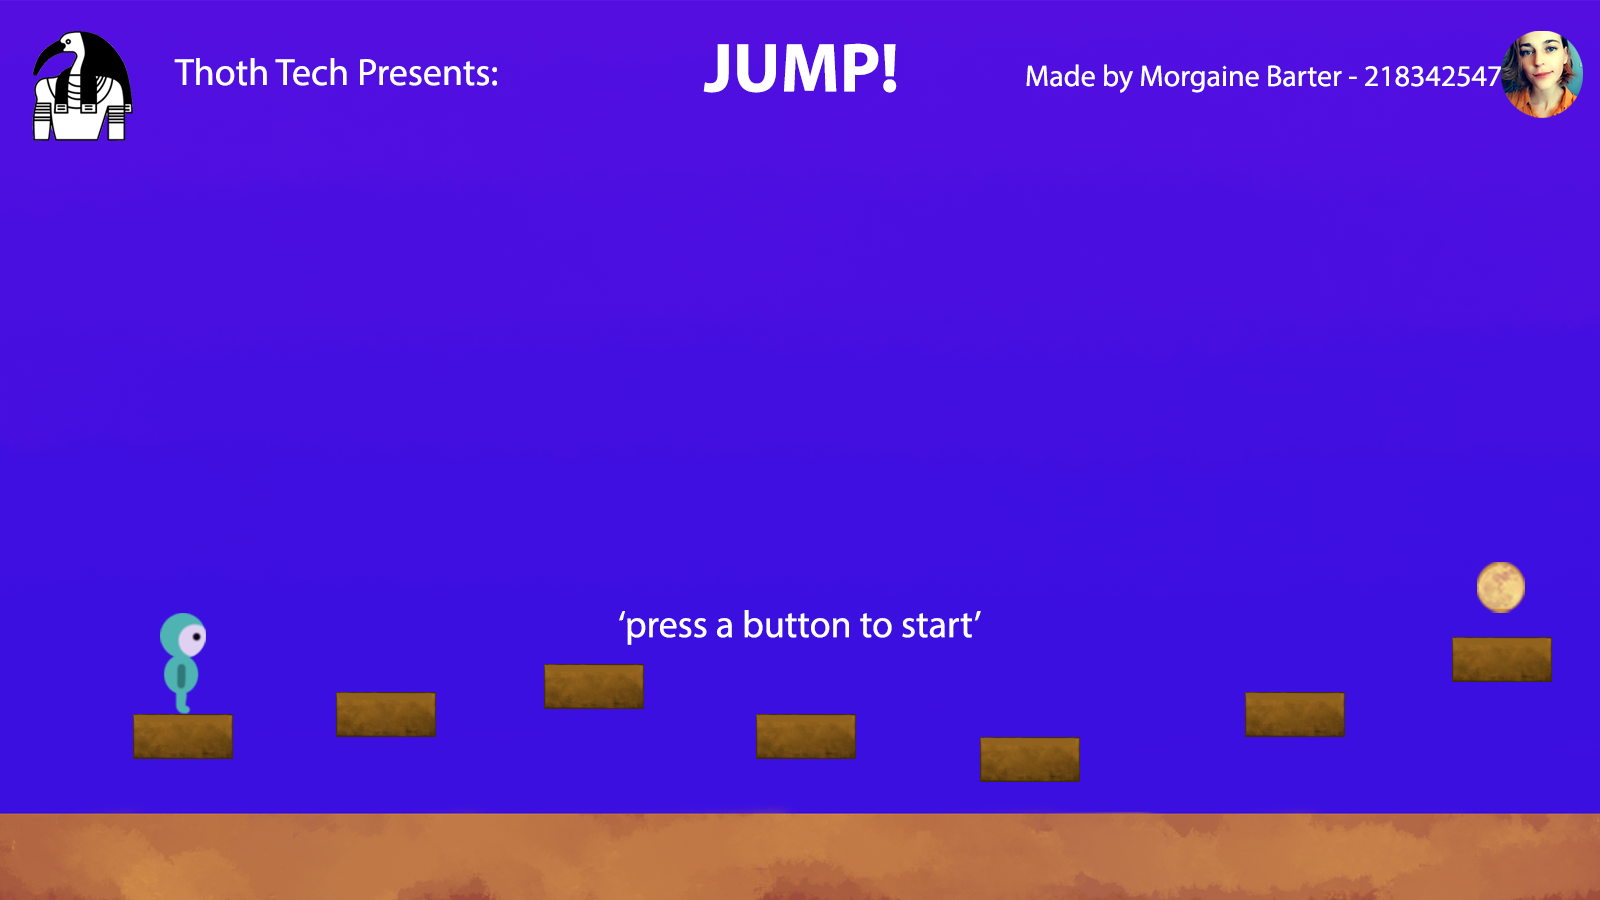 Thoth Tech Presents:
JUMP!
Made by Morgaine Barter - 218342547
‘press a button to start’